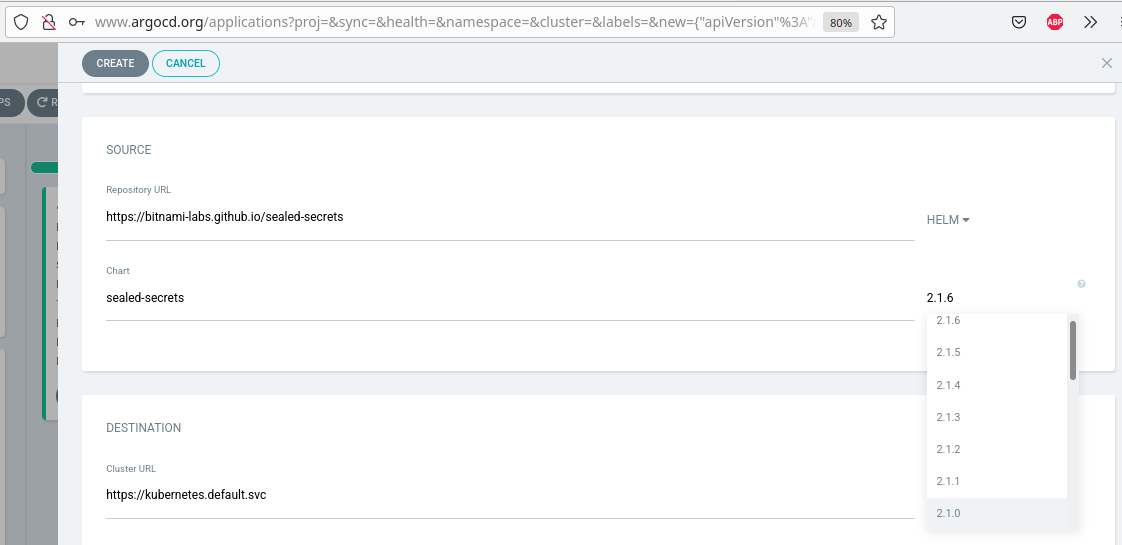 www.argocd.org/applications?proj=&sync=&health=&namespace=&cluster=&labels=&new={"apiVersion"%3A"
80%
ABP
CREATE
CANCEL
PS
R
SOURCE
Repository URL
https://bitnami-labs.github.io/sealed-secrets
HELM
Chart
?
sealed-secrets
2.1.6
2.1.6
2.1.5
2.1.4
2.1.3
2.1.2
2.1.1
2.1.0
DESTINATION
Cluster URL
https://kubernetes.default.svc